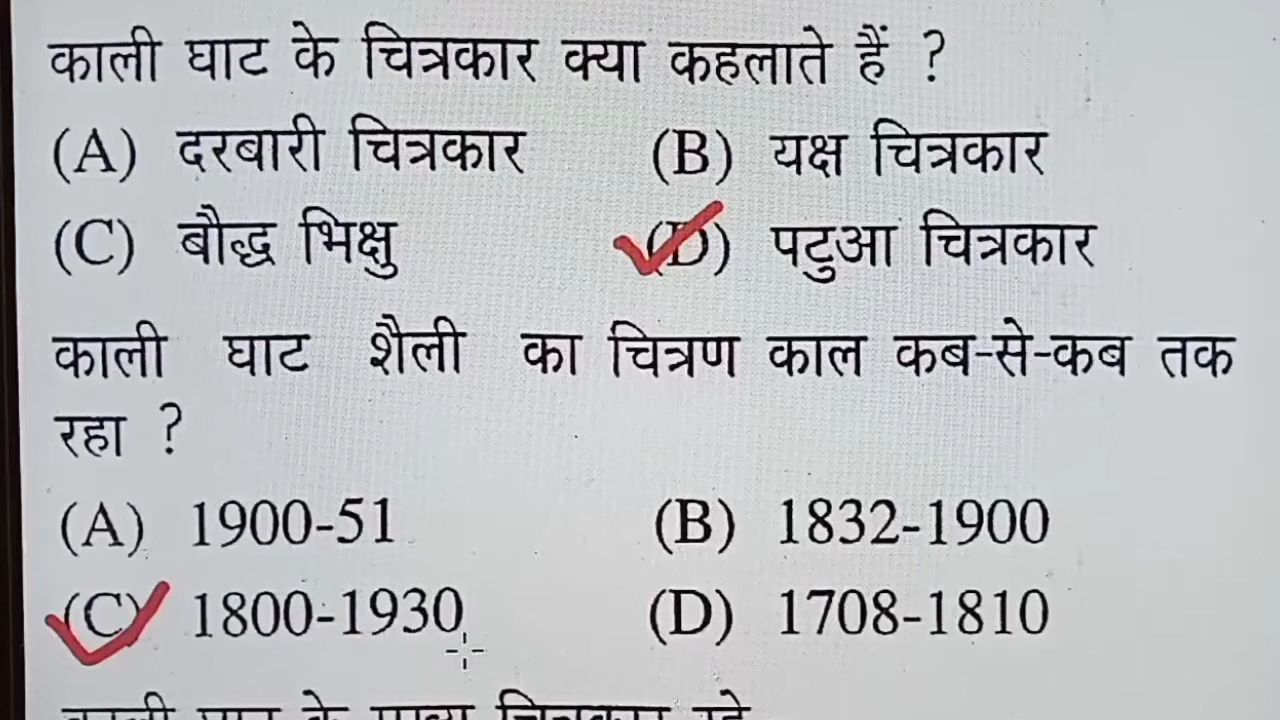 काली घाट के चित्रकार क्या कहलाते हैं ?
(A) दरबारी चित्रकार (B) यक्ष चित्रकार
(C) बौद्ध भिक्षु (D) पटुआ चित्रकार
काली घाट शैली का चित्रण काल कब-से-कब तक
रहा ?
(A) 1900-51 (B) 1832-1900
(C) 1800-1930 (D) 1708-1810